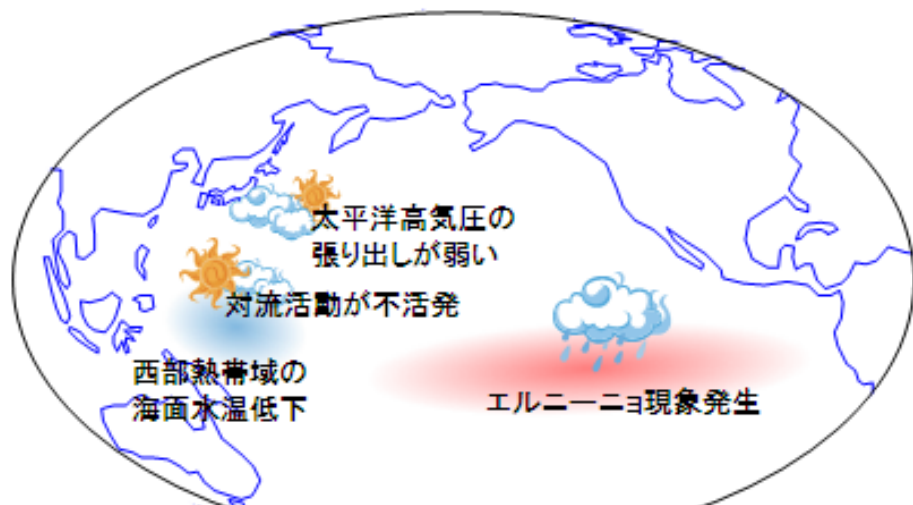 太平洋高気圧の
張り出しが弱い
対流活動が不活発
西部熱帯域の
海面水温低下
エルニーニョ現象発生